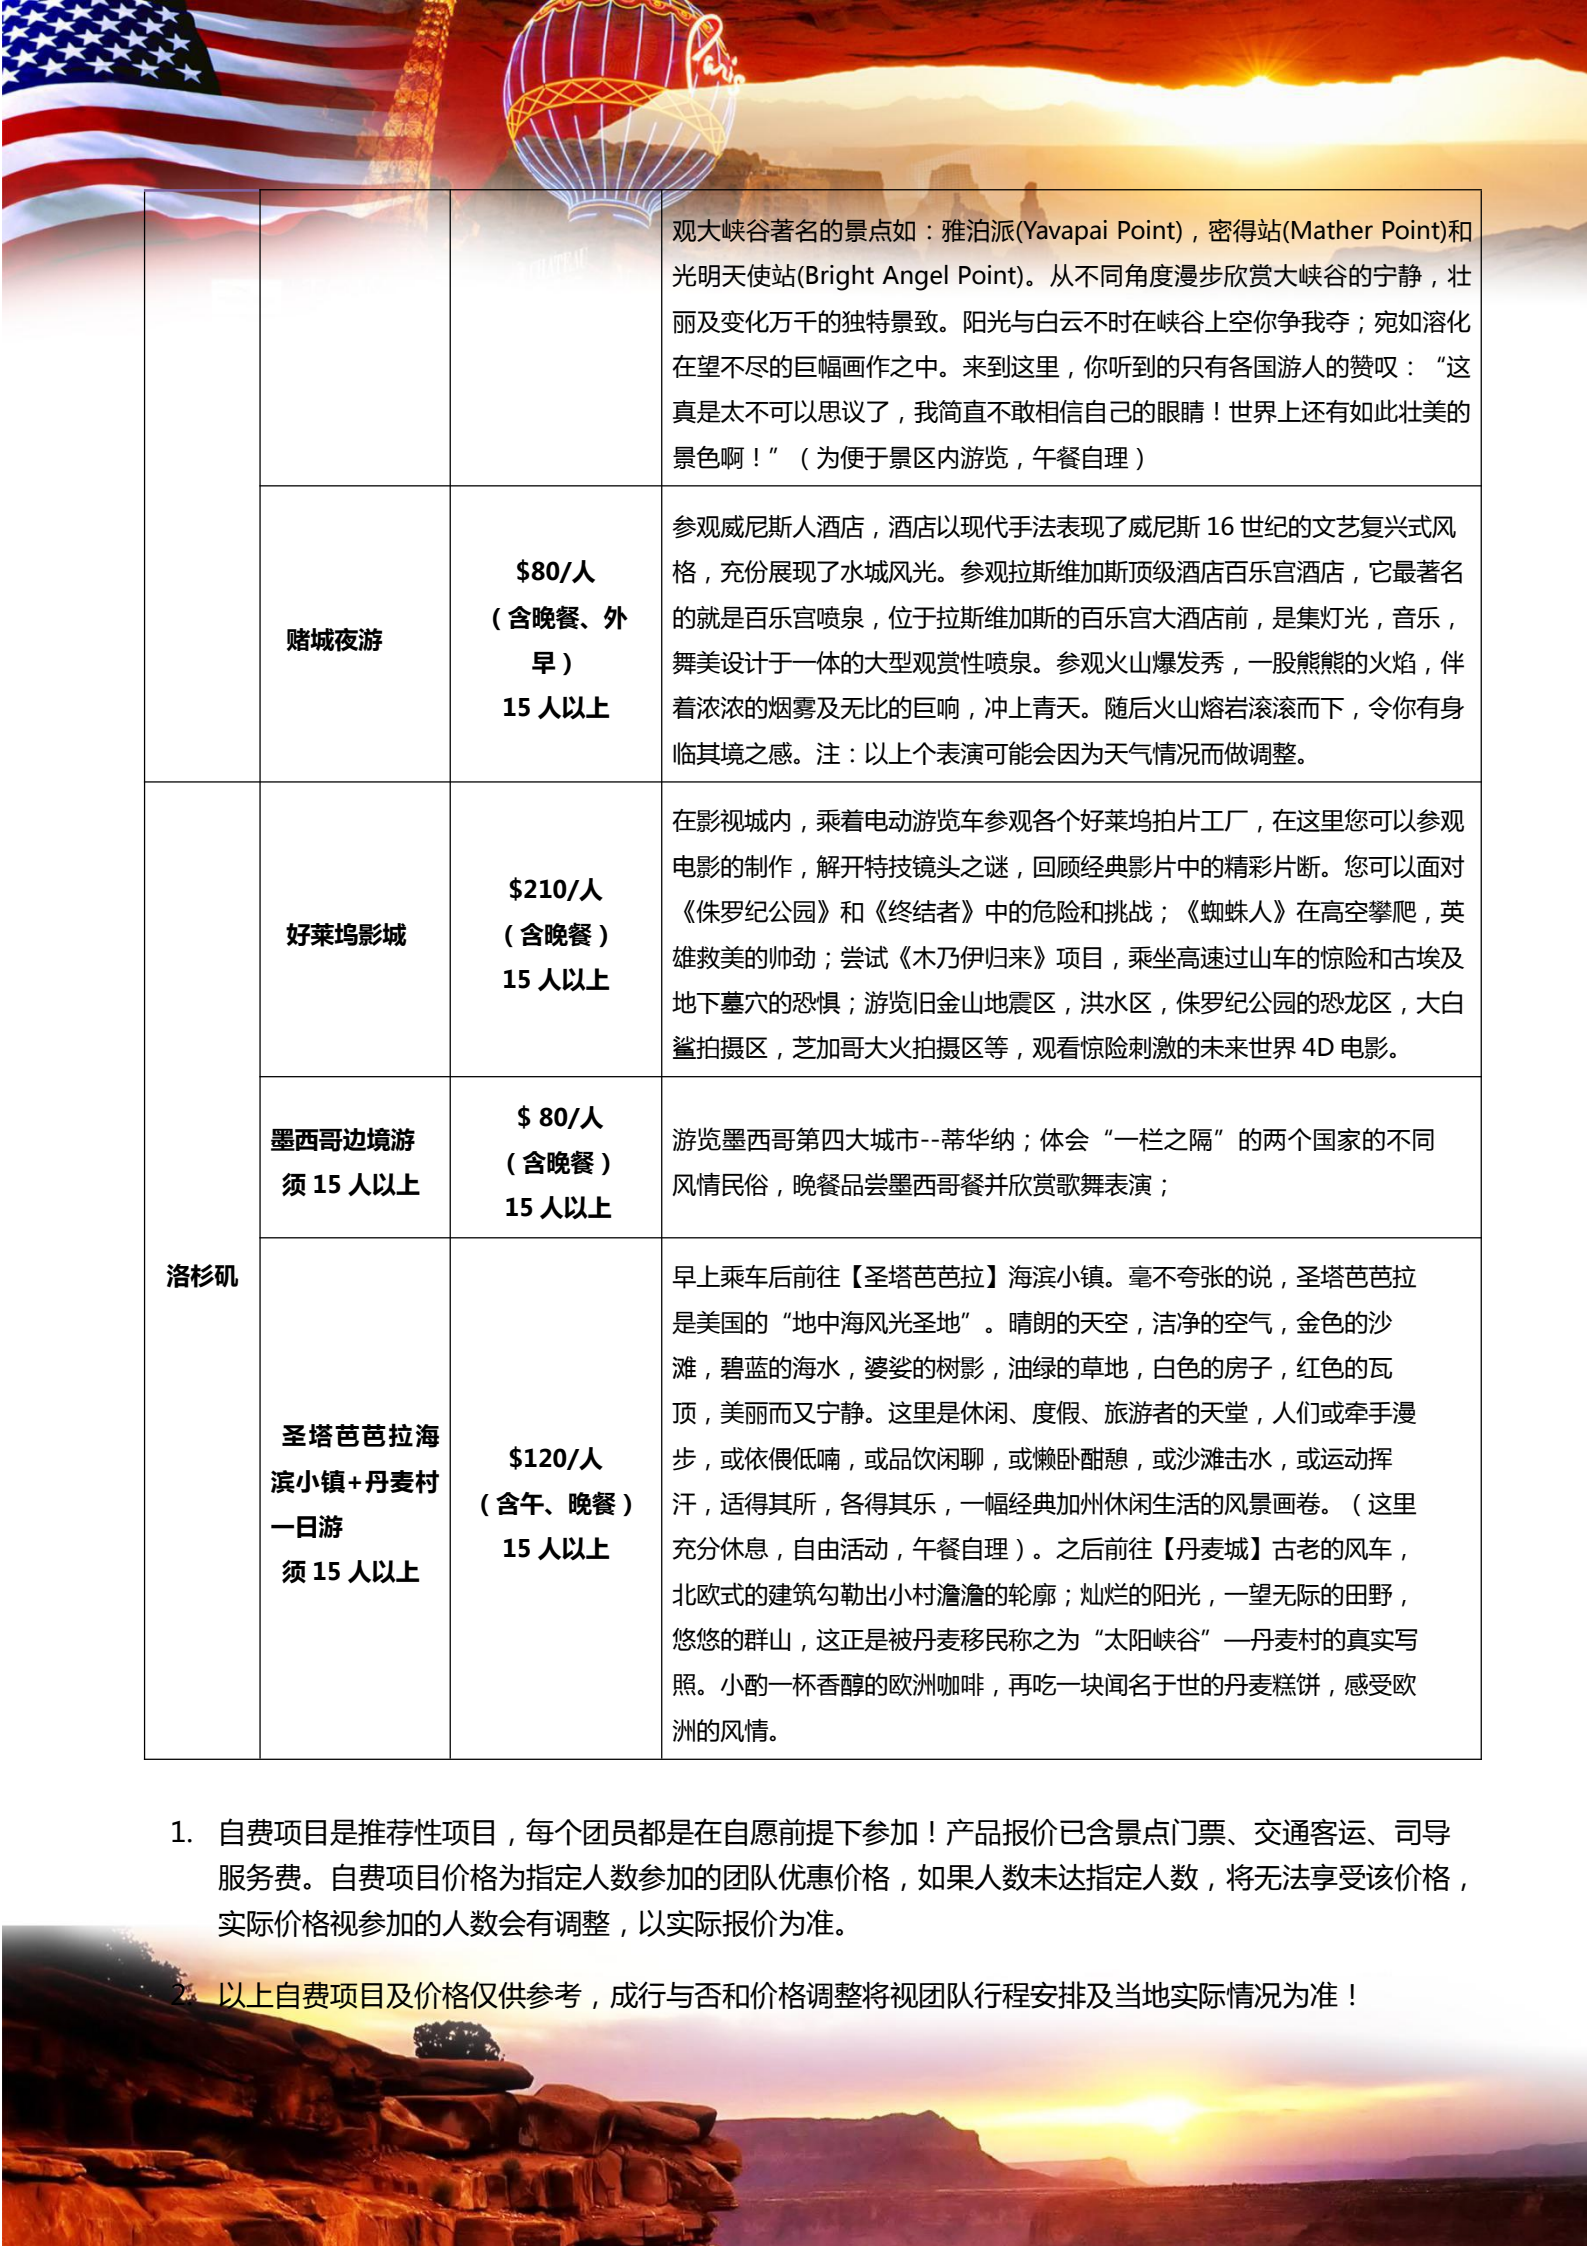 Paris
观大峡谷著名的景点如：雅泊派(Yavapai Point)，密得站(Mather Point)和
光明天使站(Bright Angel Point)。从不同角度漫步欣赏大峡谷的宁静，壮
丽及变化万千的独特景致。阳光与白云不时在峡谷上空你争我夺；宛如溶化
在望不尽的巨幅画作之中。来到这里，你听到的只有各国游人的赞叹：“这
真是太不可以思议了，我简直不敢相信自己的眼睛！世界上还有如此壮美的
景色啊！”（为便于景区内游览，午餐自理）
赌城夜游
$80/人
（含晚餐、外
早）
15 人以上
参观威尼斯人酒店，酒店以现代手法表现了威尼斯 16 世纪的文艺复兴式风
格，充份展现了水城风光。参观拉斯维加斯顶级酒店百乐宫酒店，它最著名
的就是百乐宫喷泉，位于拉斯维加斯的百乐宫大酒店前，是集灯光，音乐，
舞美设计于一体的大型观赏性喷泉。参观火山爆发秀，一股熊熊的火焰，伴
着浓浓的烟雾及无比的巨响，冲上青天。随后火山熔岩滚滚而下，令你有身
临其境之感。注：以上个表演可能会因为天气情况而做调整。
洛杉矶
好莱坞影城
$210/人
（含晚餐）
15 人以上
在影视城内，乘着电动游览车参观各个好莱坞拍片工厂，在这里您可以参观
电影的制作，解开特技镜头之谜，回顾经典影片中的精彩片断。您可以面对
《侏罗纪公园》和《终结者》中的危险和挑战；《蜘蛛人》在高空攀爬，英
雄救美的帅劲；尝试《木乃伊归来》项目，乘坐高速过山车的惊险和古埃及
地下墓穴的恐惧；游览旧金山地震区，洪水区，侏罗纪公园的恐龙区，大白
鲨拍摄区，芝加哥大火拍摄区等，观看惊险刺激的未来世界 4D 电影。
墨西哥边境游
须 15 人以上
$ 80/人
（含晚餐）
15 人以上
游览墨西哥第四大城市--蒂华纳；体会“一栏之隔”的两个国家的不同
风情民俗，晚餐品尝墨西哥餐并欣赏歌舞表演；
圣塔芭芭拉海
滨小镇+丹麦村
一日游
须 15 人以上
$120/人
（含午、晚餐）
15 人以上
早上乘车后前往【圣塔芭芭拉】海滨小镇。毫不夸张的说，圣塔芭芭拉
是美国的“地中海风光圣地”。晴朗的天空，洁净的空气，金色的沙
滩，碧蓝的海水，婆娑的树影，油绿的草地，白色的房子，红色的瓦
顶，美丽而又宁静。这里是休闲、度假、旅游者的天堂，人们或牵手漫
步，或依偎低喃，或品饮闲聊，或懒卧酣憩，或沙滩击水，或运动挥
汗，适得其所，各得其乐，一幅经典加州休闲生活的风景画卷。（这里
充分休息，自由活动，午餐自理）。之后前往【丹麦城】古老的风车，
北欧式的建筑勾勒出小村澹澹的轮廓；灿烂的阳光，一望无际的田野，
悠悠的群山，这正是被丹麦移民称之为“太阳峡谷”—丹麦村的真实写
照。小酌一杯香醇的欧洲咖啡，再吃一块闻名于世的丹麦糕饼，感受欧
洲的风情。
1. 自费项目是推荐性项目，每个团员都是在自愿前提下参加！产品报价已含景点门票、交通客运、司导
服务费。自费项目价格为指定人数参加的团队优惠价格，如果人数未达指定人数，将无法享受该价格，
实际价格视参加的人数会有调整，以实际报价为准。
2. 以上自费项目及价格仅供参考，成行与否和价格调整将视团队行程安排及当地实际情况为准！